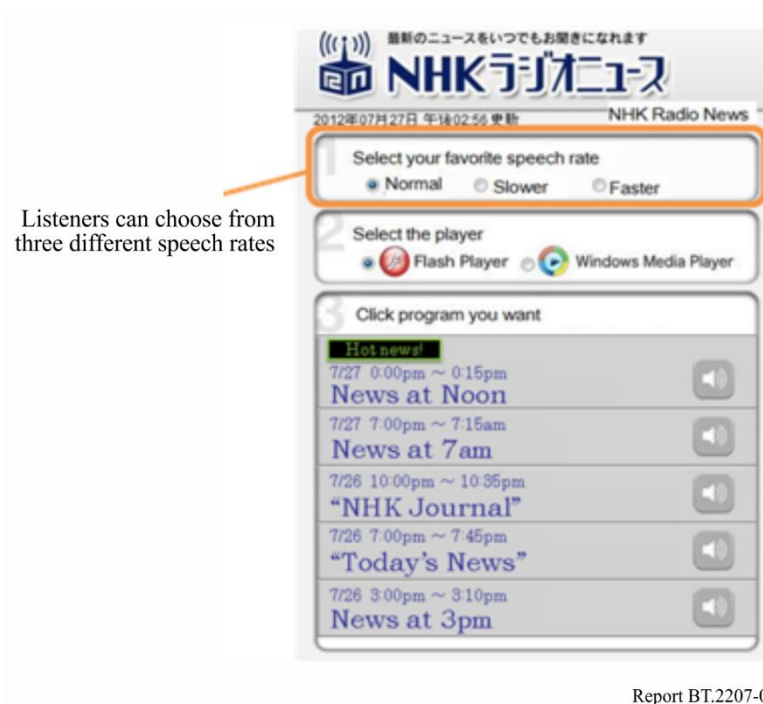 最新のニュースをいつでもお聞きになれます
NHKラジオニュース
2012年07月27日 午後02:56更新
NHK Radio News
1
Select your favorite speech rate
Normal Slower Faster
Listeners can choose from
three different speech rates
2
Select the player
Flash Player Windows Media Player
3
Click program you want
Hot news!
7/27 0:00pm ~ 0:15pm
News at Noon
7/27 7:00pm ~ 7:15am
News at 7am
7/26 10:00pm ~ 10:35pm
“NHK Journal”
7/26 7:00pm ~ 7:45pm
“Today's News”
7/26 3:00pm ~ 3:10pm
News at 3pm
Report BT.2207-0